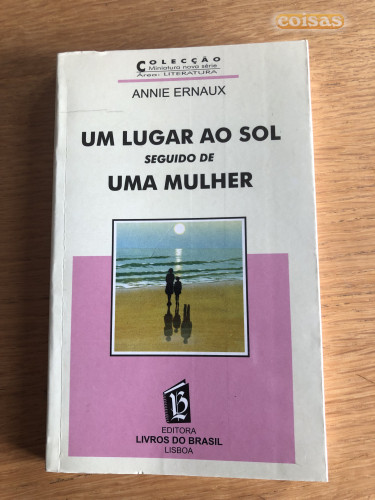 coisas
COLECÇÃO
Miniatura nova série
Área: LITERATURA
ANNIE ERNAUX
UM LUGAR AO SOL
SEGUIDO DE
UMA MULHER
LB
EDITORA
LIVROS DO BRASIL
LISBOA